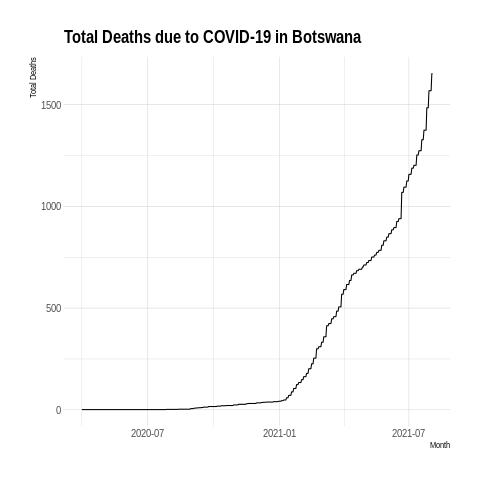 Total Deaths due to COVID-19 in Botswana
Total Deaths
1500
1000
500
0
2020-07
2021-01
2021-07
Month